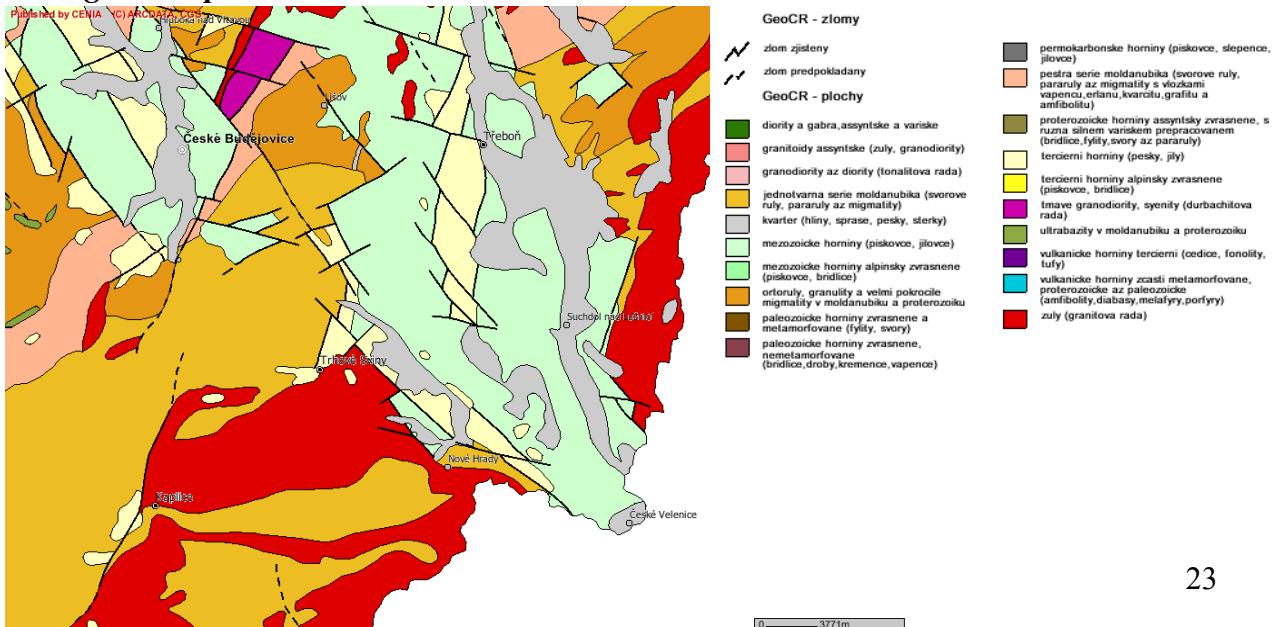 Published by CENIA (C) ARCDATA, CGS
Hluboká nad Vltavou
Lišov
České Budějovice
Třeboň
Suchdol nad Lužnicí
Trhové Sviny
Nové Hrady
Kaplice
České Velenice
GeoCR - zlomy
zlom zjisteny
zlom predpokladany
GeoCR - plochy
diority a gabra,assyntske a variske
granitoidy assyntske (zuly, granodiority)
granodiority az diority (tonalitova rada)
jednotvarna serie moldanubika (svorove
ruly, pararuly az migmatity)
kvarter (hliny, sprase, pesky, sterky)
mezozoicke horniny (piskovce, jilovce)
mezozoicke horniny alpinsky zvrasnene
(piskovce, bridlice)
ortoruly, granulity a velmi pokrocile
migmatity v moldanubiku a proterozoiku
paleozoicke horniny zvrasnene a
metamorfovane (fylity, svory)
paleozoicke horniny zvrasnene,
nemetamorfovane
(bridlice,droby,kremence,vapence)
permokarbonske horniny (piskovce, slepence,
jilovce)
pestra serie moldanubika (svorove ruly,
pararuly az migmatity s vlozkami
vapencu,erlanu,kvarcitu,grafitu a
amfibolitu)
proterozoicke horniny assyntsky zvrasnene, s
ruzna silnem variskem prepracovanem
(bridlice,fylity,svory az pararuly)
tercierni horniny (pesky, jily)
tercierni horniny alpinsky zvrasnene
(piskovce, bridlice)
tmave granodiority, syenity (durbachitova
rada)
ultrabazity v moldanubiku a proterozoiku
vulkanicke horniny tercierni (cedice, fonolity,
tufy)
vulkanicke horniny zcasti metamorfovane,
proterozoicke az paleozoicke
(amfibolity,diabasy,melafyry,porfyry)
zuly (granitova rada)
23
0 3771m